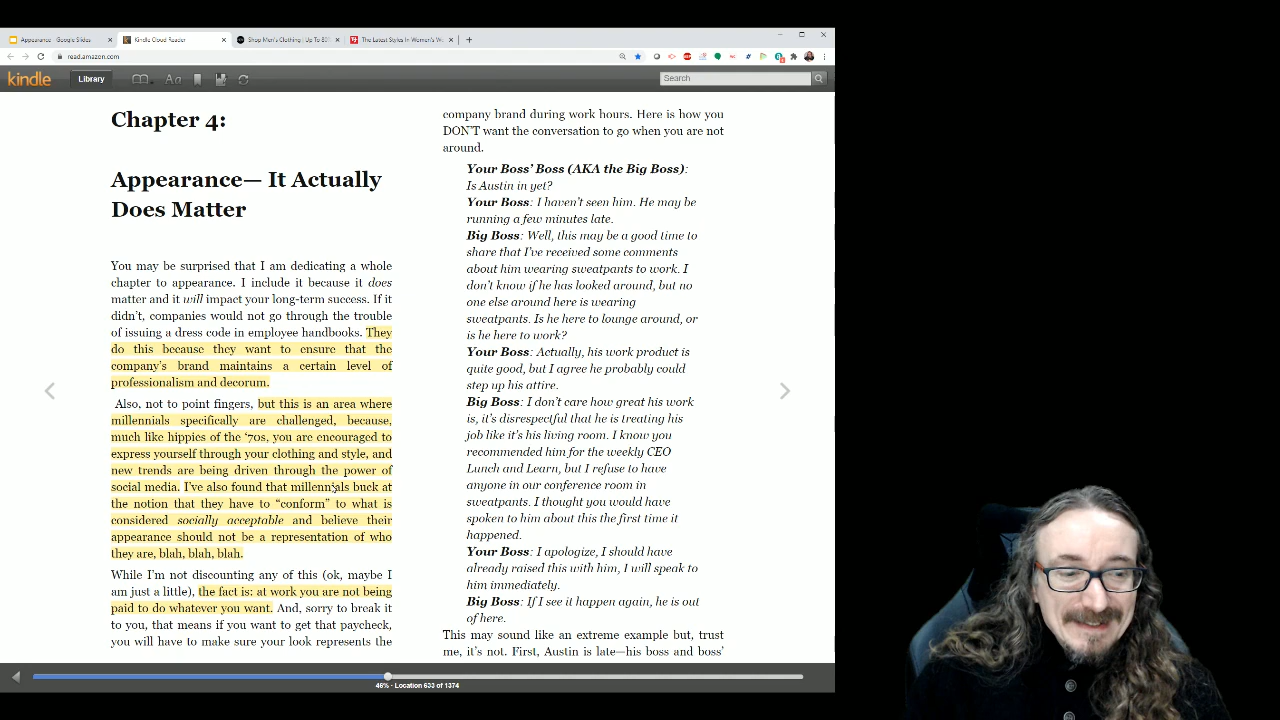 Appearance - Google Slides
Kindle Cloud Reader
Shop Men's Clothing | Up To 80%
The Latest Styles In Women's W
read.amazon.com
kindle
Library
Aa
Search
Chapter 4:
Appearance— It Actually
Does Matter
You may be surprised that I am dedicating a whole
chapter to appearance. I include it because it does
matter and it will impact your long-term success. If it
didn't, companies would not go through the trouble
of issuing a dress code in employee handbooks. They
do this because they want to ensure that the
company's brand maintains a certain level of
professionalism and decorum.
Also, not to point fingers, but this is an area where
millennials specifically are challenged, because,
much like hippies of the '70s, you are encouraged to
express yourself through your clothing and style, and
new trends are being driven through the power of
social media. I've also found that millennials buck at
the notion that they have to “conform” to what is
considered socially acceptable and believe their
appearance should not be a representation of who
they are, blah, blah, blah.
While I'm not discounting any of this (ok, maybe I
am just a little), the fact is: at work you are not being
paid to do whatever you want. And, sorry to break it
to you, that means if you want to get that paycheck,
you will have to make sure your look represents the
company brand during work hours. Here is how you
DON'T want the conversation to go when you are not
around.
Your Boss' Boss (AKA the Big Boss):
Is Austin in yet?
Your Boss: I haven't seen him. He may be
running a few minutes late.
Big Boss: Well, this may be a good time to
share that I've received some comments
about him wearing sweatpants to work. I
don't know if he has looked around, but no
one else around here is wearing
sweatpants. Is he here to lounge around, or
is he here to work?
Your Boss: Actually, his work product is
quite good, but I agree he probably could
step up his attire.
Big Boss: I don't care how great his work
is, it's disrespectful that he is treating his
job like it's his living room. I know you
recommended him for the weekly CEO
Lunch and Learn, but I refuse to have
anyone in our conference room in
sweatpants. I thought you would have
spoken to him about this the first time it
happened.
Your Boss: I apologize, I should have
already raised this with him, I will speak to
him immediately.
Big Boss: If I see it happen again, he is out
of here.
This may sound like an extreme example but, trust
me, it's not. First, Austin is late—his boss and boss'
46% · Location 633 of 1374